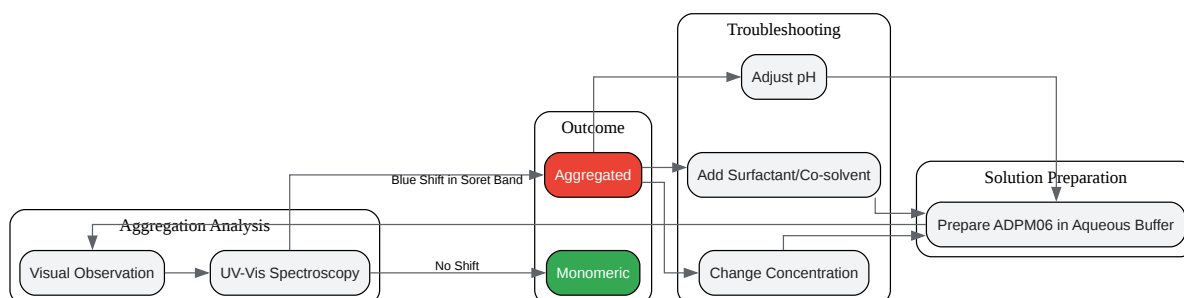 Troubleshooting
Adjust pH
Outcome
Aggregated
Blue Shift in Soret Band
Add Surfactant/Co-solvent
Solution Preparation
Prepare ADPM06 in Aqueous Buffer
Aggregation Analysis
Visual Observation
UV-Vis Spectroscopy
No Shift
Monomeric
Change Concentration